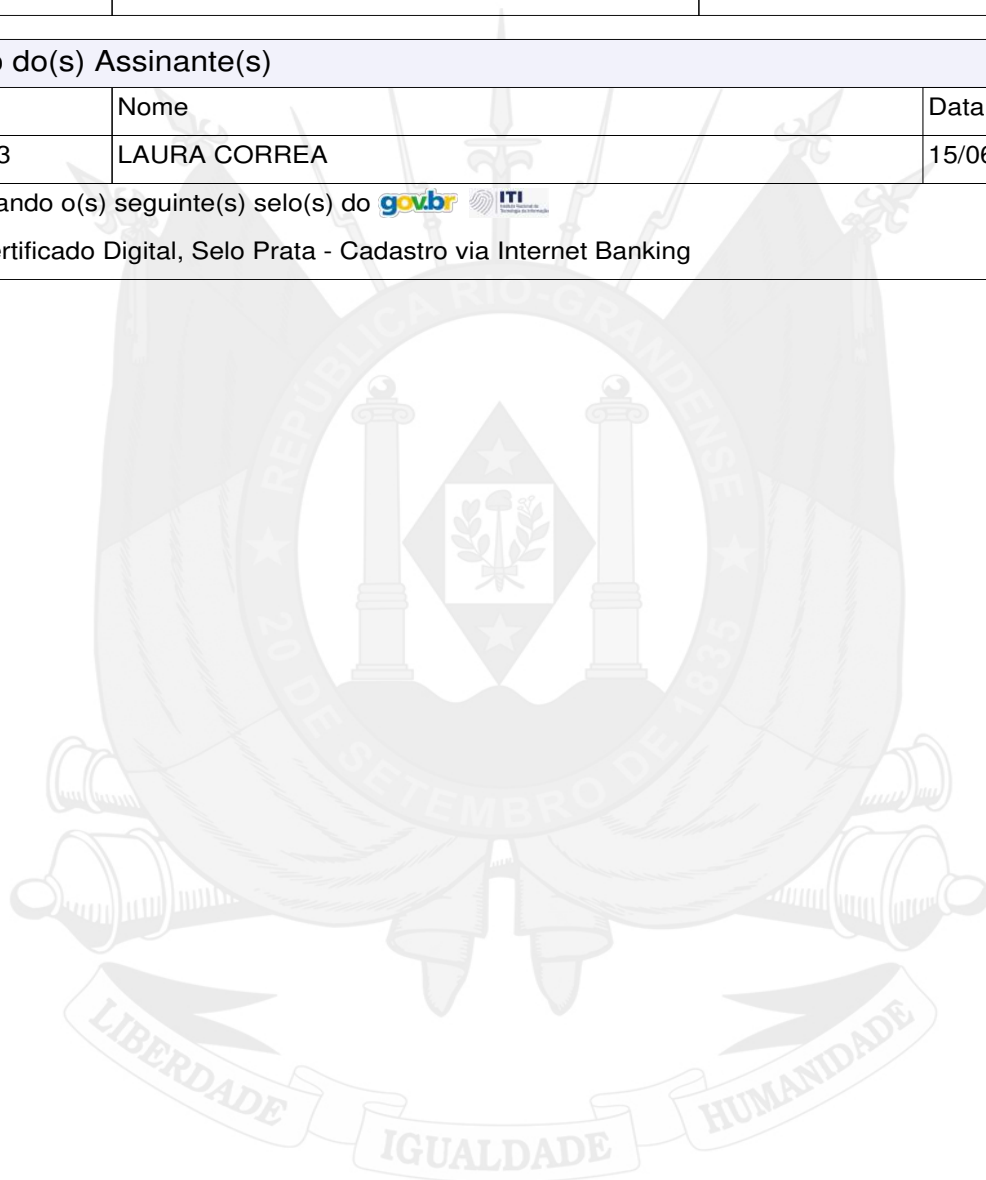 o do(s) Assinante(s)
Nome Data
3 LAURA CORREA 15/06
ando o(s) seguinte(s) selo(s) do gov.br ITI
ertificado Digital, Selo Prata - Cadastro via Internet Banking
REPÚBLICA RIO-GRANDENSE
20 DE SETEMBRO DE 1835
LIBERDADE IGUALDADE HUMANIDADE